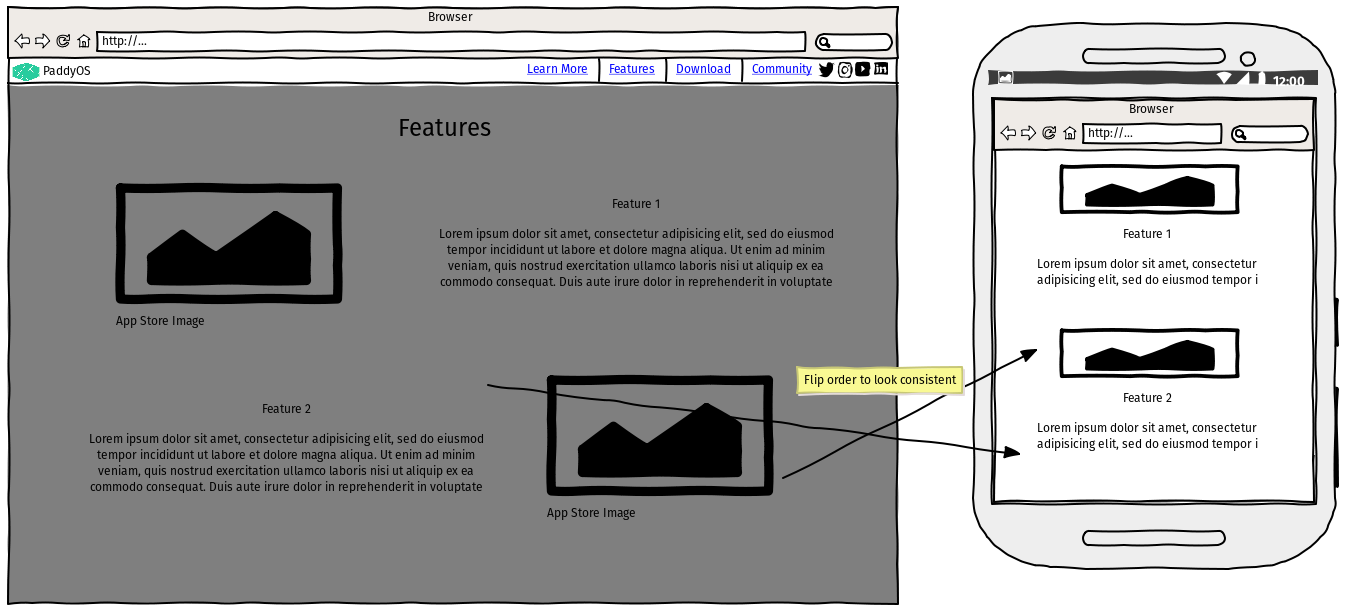 Browser
http://...
PaddyOS
Learn More
Features
Download
Community
Features
Feature 1
Lorem ipsum dolor sit amet, consectetur adipisicing elit, sed do eiusmod
tempor incididunt ut labore et dolore magna aliqua. Ut enim ad minim
veniam, quis nostrud exercitation ullamco laboris nisi ut aliquip ex ea
commodo consequat. Duis aute irure dolor in reprehenderit in voluptate
App Store Image
Feature 2
Lorem ipsum dolor sit amet, consectetur adipisicing elit, sed do eiusmod
tempor incididunt ut labore et dolore magna aliqua. Ut enim ad minim
veniam, quis nostrud exercitation ullamco laboris nisi ut aliquip ex ea
commodo consequat. Duis aute irure dolor in reprehenderit in voluptate
App Store Image
Flip order to look consistent
12:00
Browser
http://...
Feature 1
Lorem ipsum dolor sit amet, consectetur
adipisicing elit, sed do eiusmod tempor i
Feature 2
Lorem ipsum dolor sit amet, consectetur
adipisicing elit, sed do eiusmod tempor i